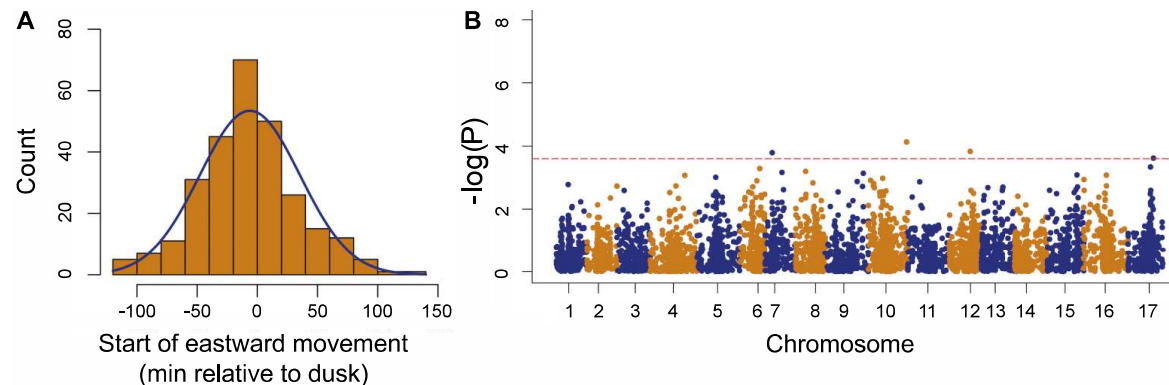 A
80
60
40
20
0
Count
-100 -50 0 50 100 150
Start of eastward movement
(min relative to dusk)
B
8
6
4
2
0
-log(P)
1 2 3 4 5 6 7 8 9 10 11 12 13 14 15 16 17
Chromosome